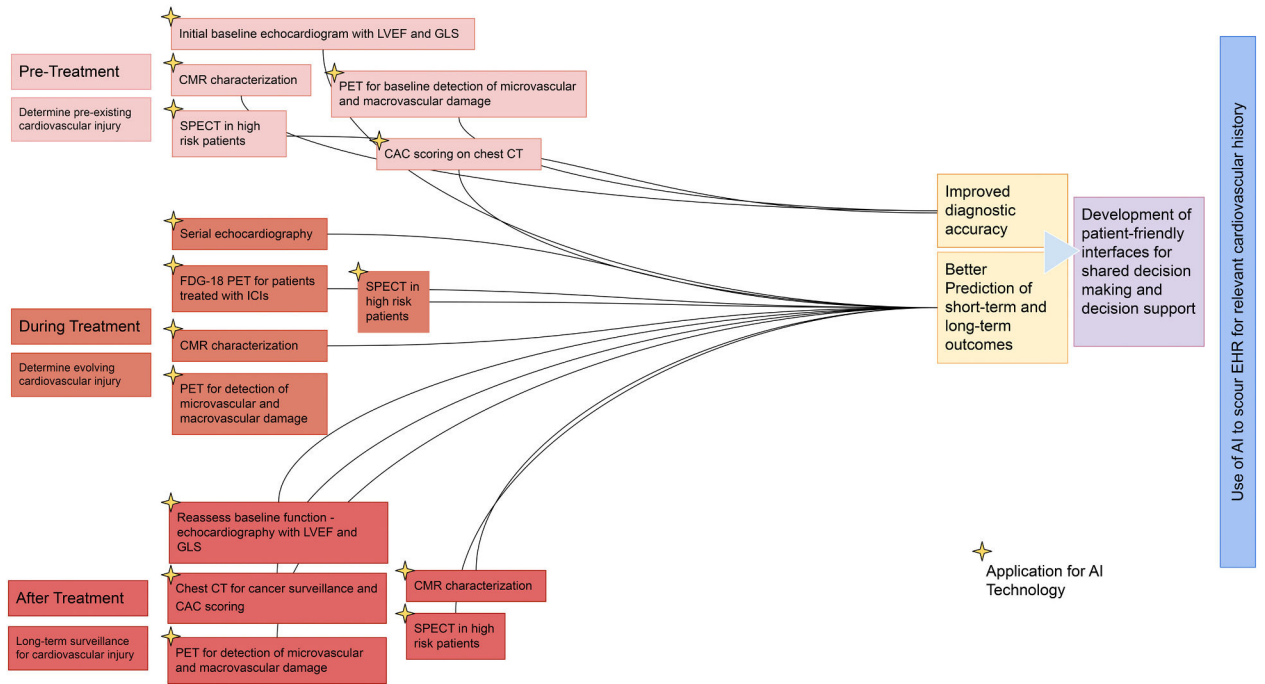 Initial baseline echocardiogram with LVEF and GLS
Pre-Treatment
CMR characterization
PET for baseline detection of microvascular
and macrovascular damage
Determine pre-existing
cardiovascular injury
SPECT in high
risk patients
CAC scoring on chest CT
Serial echocardiography
FDG-18 PET for patients
treated with ICIs
SPECT in
high risk
patients
During Treatment
CMR characterization
Determine evolving
cardiovascular injury
PET for detection of
microvascular and
macrovascular damage
Reassess baseline function -
echocardiography with LVEF and
GLS
After Treatment
Chest CT for cancer surveillance and
CAC scoring
CMR characterization
Long-term surveillance
for cardiovascular injury
SPECT in high
risk patients
PET for detection of microvascular
and macrovascular damage
Improved
diagnostic
accuracy
Better
Prediction of
short-term and
long-term
outcomes
Development of
patient-friendly
interfaces for
shared decision
making and
decision support
Use of AI to scour EHR for relevant cardiovascular history
Application for AI
Technology